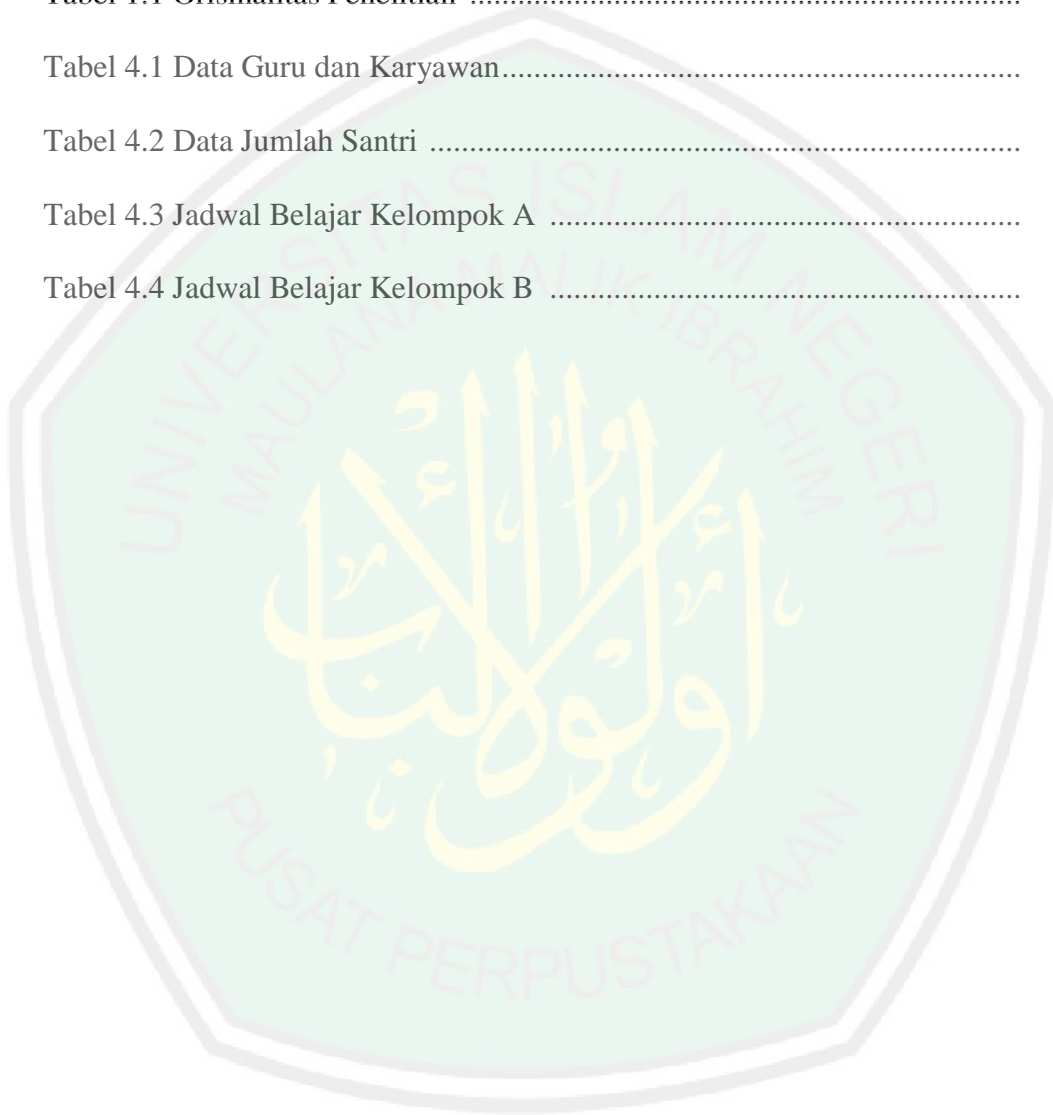 Tabel 1.1 Orisinalitas Penelitian ......................................................................
Tabel 4.1 Data Guru dan Karyawan.................................................................
Tabel 4.2 Data Jumlah Santri ..........................................................................
Tabel 4.3 Jadwal Belajar Kelompok A ...........................................................
Tabel 4.4 Jadwal Belajar Kelompok B ...........................................................
UNIVERSITAS ISLAM NEGERI
MAULANA MALIK IBRAHIM
أولوا الألباب
PUSAT PERPUSTAKAAN